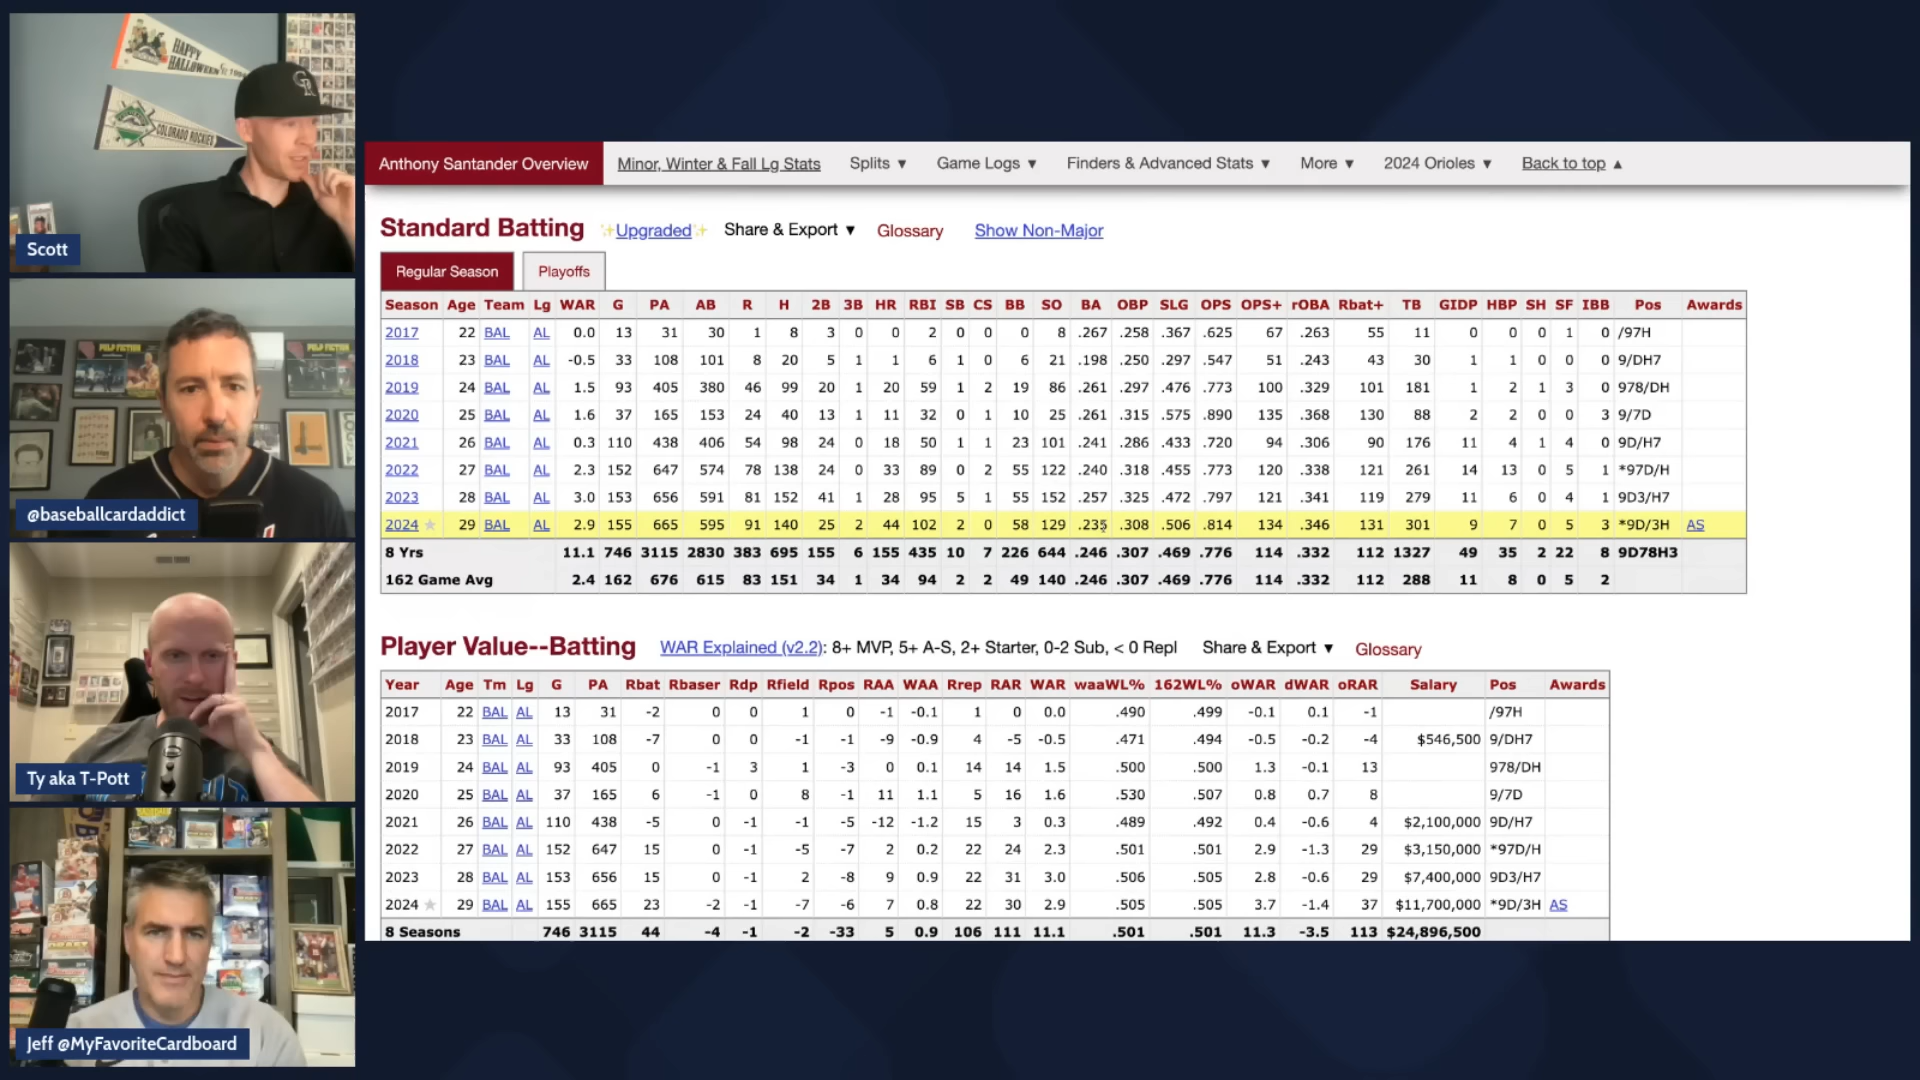 HAPPY
HALLOWEEN
COLORADO ROCKIES
CR
Scott
PULP FICTION
@baseballcardaddict
Ty aka T-Pott
Jeff @MyFavoriteCardboard
Anthony Santander Overview Minor, Winter & Fall Lg Stats Splits ▼ Game Logs ▼ Finders & Advanced Stats ▼ More ▼ 2024 Orioles ▼ Back to top ▲
Standard Batting ✨Upgraded✨ Share & Export ▼ Glossary Show Non-Major
Regular Season Playoffs
Season Age Team Lg WAR G PA AB R H 2B 3B HR RBI SB CS BB SO BA OBP SLG OPS OPS+ rOBA Rbat+ TB GIDP HBP SH SF IBB Pos Awards
2017 22 BAL AL 0.0 13 31 30 1 8 3 0 0 2 0 0 0 8 .267 .258 .367 .625 67 .263 55 11 0 0 0 1 0 /97H
2018 23 BAL AL -0.5 33 108 101 8 20 5 1 1 6 1 0 6 21 .198 .250 .297 .547 51 .243 43 30 1 1 0 0 0 9/DH7
2019 24 BAL AL 1.5 93 405 380 46 99 20 1 20 59 1 2 19 86 .261 .297 .476 .773 100 .329 101 181 1 2 1 3 0 978/DH
2020 25 BAL AL 1.6 37 165 153 24 40 13 1 11 32 0 1 10 25 .261 .315 .575 .890 135 .368 130 88 2 2 0 0 3 9/7D
2021 26 BAL AL 0.3 110 438 406 54 98 24 0 18 50 1 1 23 101 .241 .286 .433 .720 94 .306 90 176 11 4 1 4 0 9D/H7
2022 27 BAL AL 2.3 152 647 574 78 138 24 0 33 89 0 2 55 122 .240 .318 .455 .773 120 .338 121 261 14 13 0 5 1 *97D/H
2023 28 BAL AL 3.0 153 656 591 81 152 41 1 28 95 5 1 55 152 .257 .325 .472 .797 121 .341 119 279 11 6 0 4 1 9D3/H7
2024 ★ 29 BAL AL 2.9 155 665 595 91 140 25 2 44 102 2 0 58 129 .235 .308 .506 .814 134 .346 131 301 9 7 0 5 3 *9D/3H AS
8 Yrs 11.1 746 3115 2830 383 695 155 6 155 435 10 7 226 644 .246 .307 .469 .776 114 .332 112 1327 49 35 2 22 8 9D78H3
162 Game Avg 2.4 162 676 615 83 151 34 1 34 94 2 2 49 140 .246 .307 .469 .776 114 .332 112 288 11 8 0 5 2
Player Value--Batting WAR Explained (v2.2): 8+ MVP, 5+ A-S, 2+ Starter, 0-2 Sub, < 0 Repl Share & Export ▼ Glossary
Year Age Tm Lg G PA Rbat Rbaser Rdp Rfield Rpos RAA WAA Rrep RAR WAR waaWL% 162WL% oWAR dWAR oRAR Salary Pos Awards
2017 22 BAL AL 13 31 -2 0 0 1 0 -1 -0.1 1 0 0.0 .490 .499 -0.1 0.1 -1 /97H
2018 23 BAL AL 33 108 -7 0 0 -1 -1 -9 -0.9 4 -5 -0.5 .471 .494 -0.5 -0.2 -4 $546,500 9/DH7
2019 24 BAL AL 93 405 0 -1 3 1 -3 0 0.1 14 14 1.5 .500 .500 1.3 -0.1 13 978/DH
2020 25 BAL AL 37 165 6 -1 0 8 -1 11 1.1 5 16 1.6 .530 .507 0.8 0.7 8 9/7D
2021 26 BAL AL 110 438 -5 0 -1 -1 -5 -12 -1.2 15 3 0.3 .489 .492 0.4 -0.6 4 $2,100,000 9D/H7
2022 27 BAL AL 152 647 15 0 -1 -5 -7 2 0.2 22 24 2.3 .501 .501 2.9 -1.3 29 $3,150,000 *97D/H
2023 28 BAL AL 153 656 15 0 -1 2 -8 9 0.9 22 31 3.0 .506 .505 2.8 -0.6 29 $7,400,000 9D3/H7
2024 ★ 29 BAL AL 155 665 23 -2 -1 -7 -6 7 0.8 22 30 2.9 .505 .505 3.7 -1.4 37 $11,700,000 *9D/3H AS
8 Seasons 746 3115 44 -4 -1 -2 -33 5 0.9 106 111 11.1 .501 .501 11.3 -3.5 113 $24,896,500